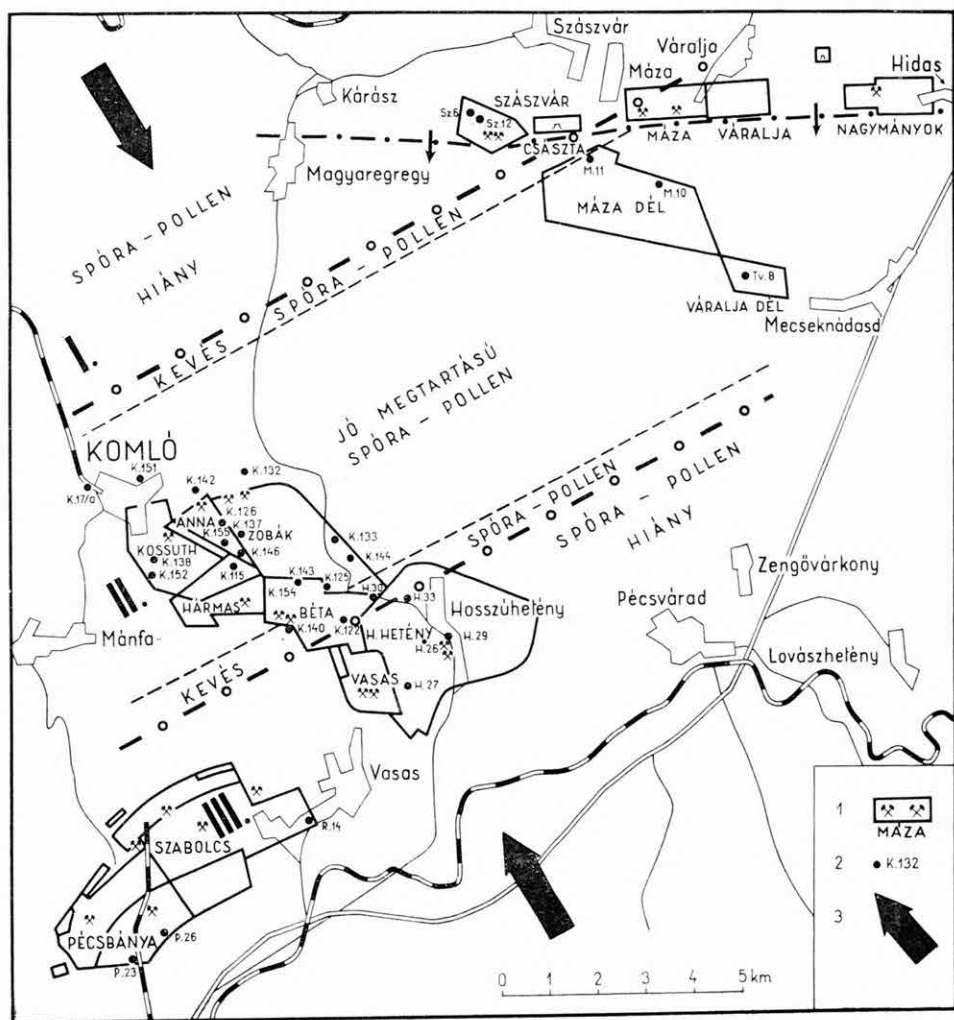 Szászvár
Váralja
Kárász
Máza
Hidas
SZÁSZVÁR
Sz.6
Sz.12
CSÁSZTA
MÁZA
VÁRALJA
NAGYMÁNYOK
Magyaregregy
M.11
M.10
MÁZA DÉL
Tv.8
VÁRALJA DÉL
Mecseknádasd
SPÓRA-POLLEN
HIÁNY
KEVÉS SPÓRA-POLLEN
JÓ MEGTARTÁSÚ
SPÓRA-POLLEN
SPÓRA-POLLEN
SPÓRA-POLLEN
HIÁNY
KEVÉS
KOMLÓ
K.151
K.17/a
K.142
K.132
K.126
ANNA
K.137
K.155
ZOBÁK
KOSSUTH
K.146
K.138
K.152
K.115
K.133
K.144
K.143
K.125
K.154
HÁRMAS
BÉTA
K.140
K.122
H.30
H.33
Hosszúhetény
H.HETÉNY
H.29
H.26
VASAS
H.27
Mánfa
Zengővárkony
Pécsvárad
Lovászhetény
Vasas
R.14
SZABOLCS
PÉCSBÁNYA
P.26
P.23
0 1 2 3 4 5 km
1
MÁZA
2 K.132
3